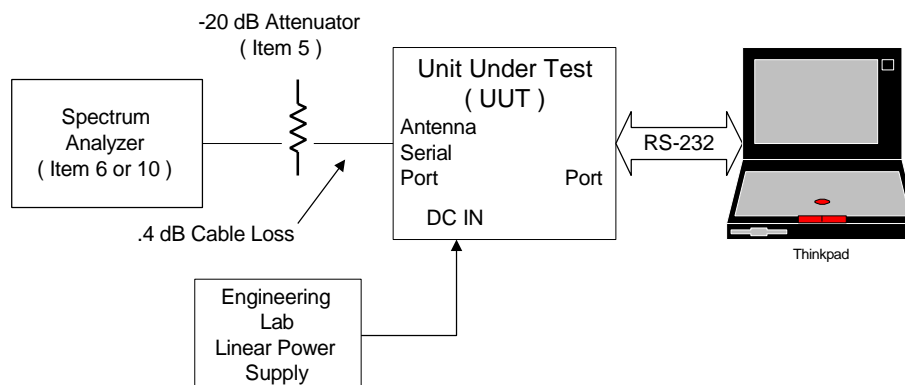 -20 dB Attenuator
( Item 5 )
Spectrum
Analyzer
( Item 6 or 10 )
.4 dB Cable Loss
Unit Under Test
( UUT )
Antenna
Serial
Port Port
DC IN
RS-232
Thinkpad
Engineering
Lab
Linear Power
Supply